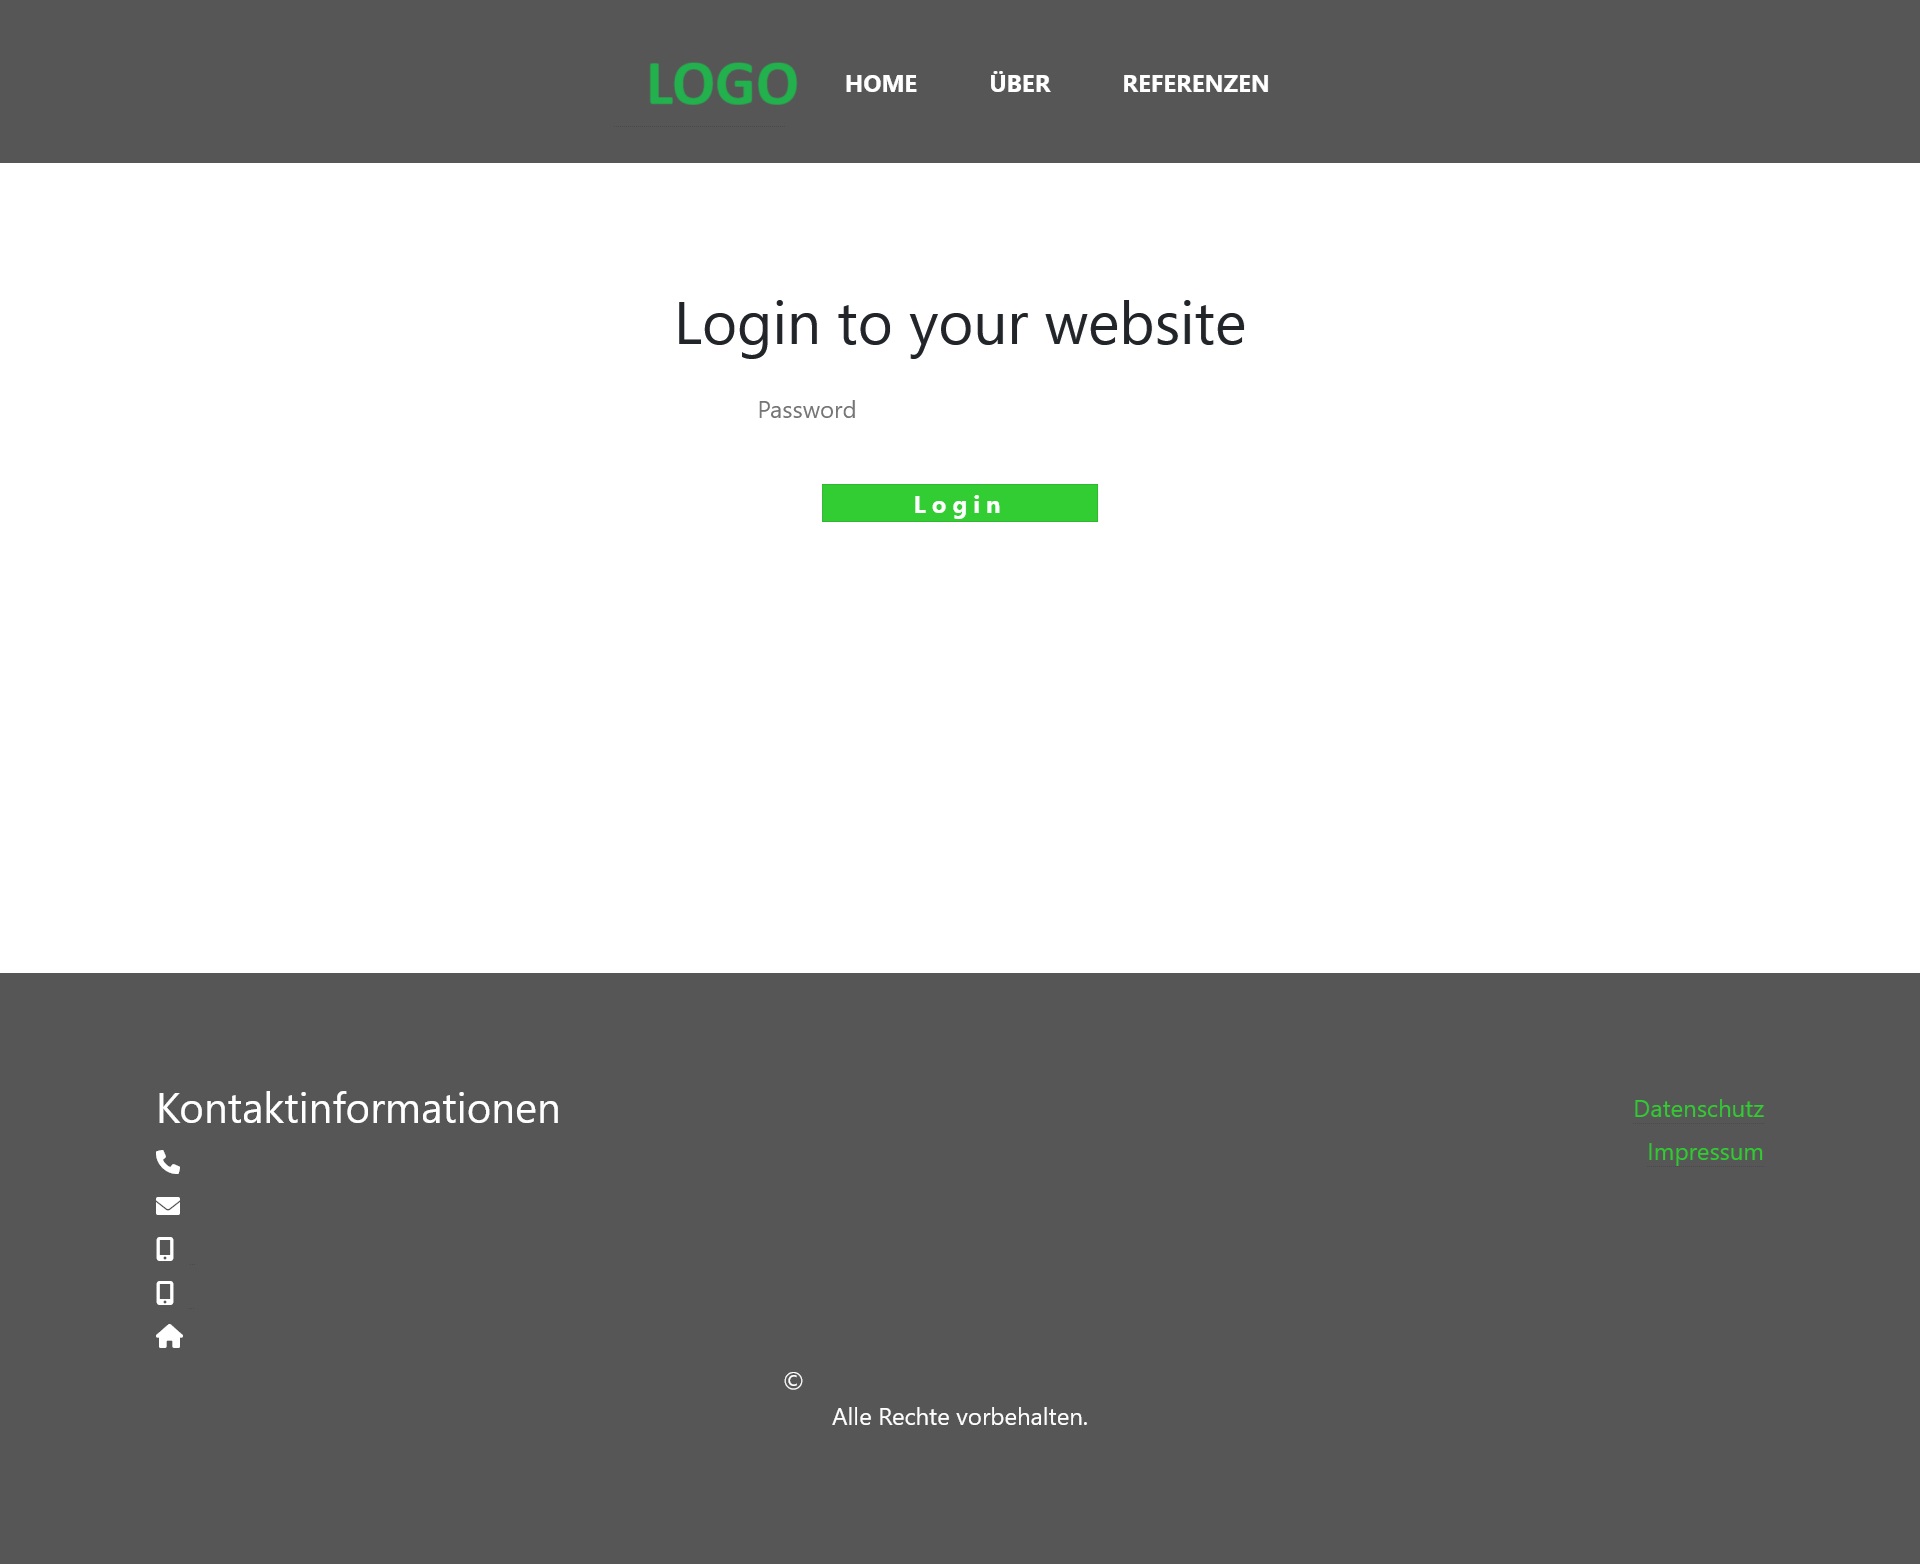 LOGO HOME ÜBER REFERENZEN
Login to your website
Password
Login
Kontaktinformationen
Datenschutz
Impressum
©
Alle Rechte vorbehalten.